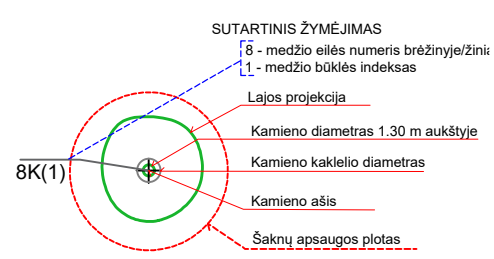 SUTARTINIS ŽYMĖJIMAS
8 - medžio eilės numeris brėžinyje/žinia
1 - medžio būklės indeksas
Lajos projekcija
Kamieno diametras 1.30 m aukštyje
8K(1)
Kamieno kaklelio diametras
Kamieno ašis
Šaknų apsaugos plotas